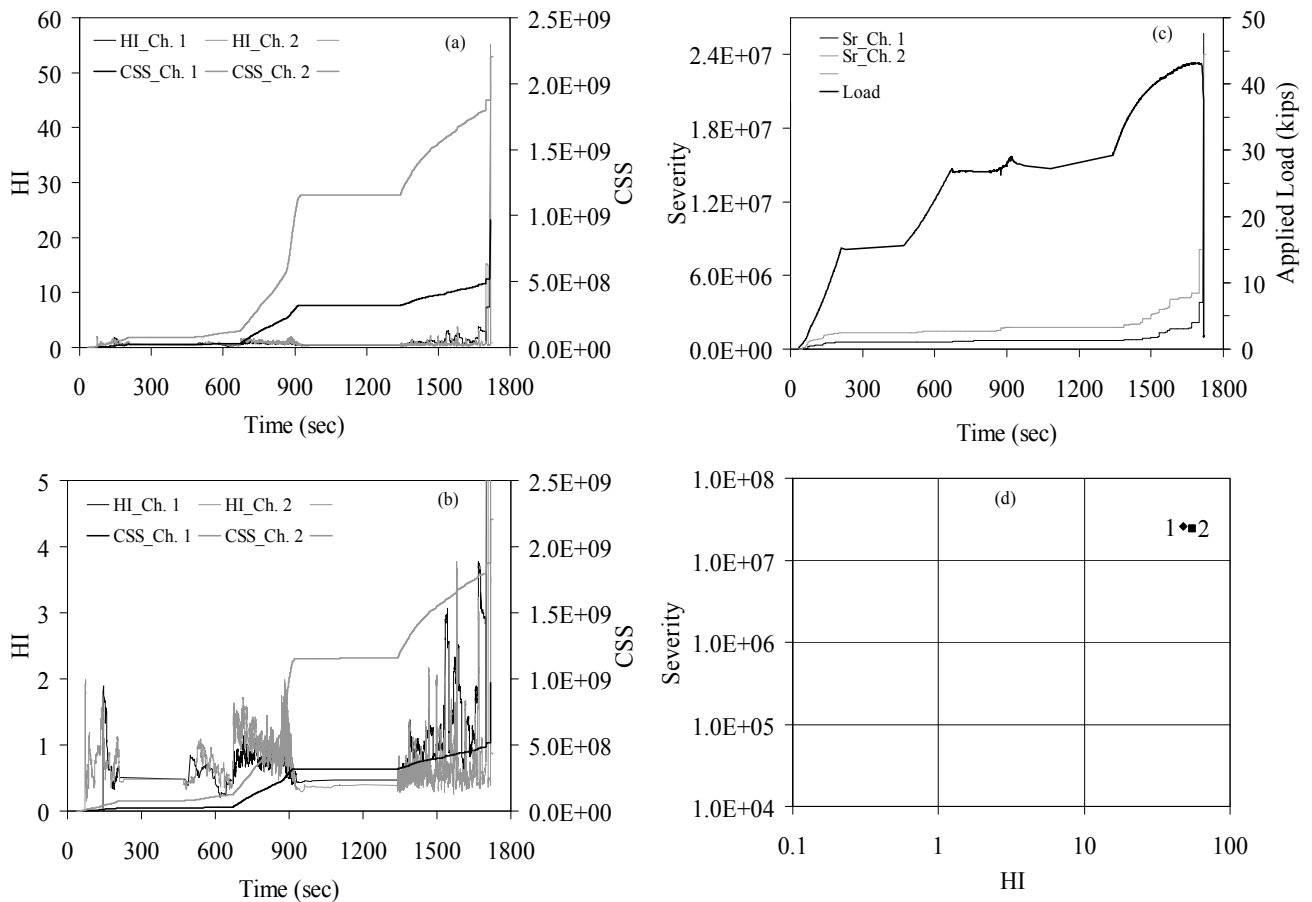 (a)
HI_Ch. 1 HI_Ch. 2
CSS_Ch. 1 CSS_Ch. 2
60
50
40
30
20
10
0
HI
2.5E+09
2.0E+09
1.5E+09
1.0E+09
5.0E+08
0.0E+00
CSS
0 300 600 900 1200 1500 1800
Time (sec)
(c)
Sr_Ch. 1
Sr_Ch. 2
Load
2.4E+07
1.8E+07
1.2E+07
6.0E+06
0.0E+00
Severity
50
40
30
20
10
0
Applied Load (kips)
0 300 600 900 1200 1500 1800
Time (sec)
(b)
HI_Ch. 1 HI_Ch. 2
CSS_Ch. 1 CSS_Ch. 2
5
4
3
2
1
0
HI
2.5E+09
2.0E+09
1.5E+09
1.0E+09
5.0E+08
0.0E+00
CSS
0 300 600 900 1200 1500 1800
Time (sec)
(d)
1 2
1.0E+08
1.0E+07
1.0E+06
1.0E+05
1.0E+04
Severity
0.1 1 10 100
HI